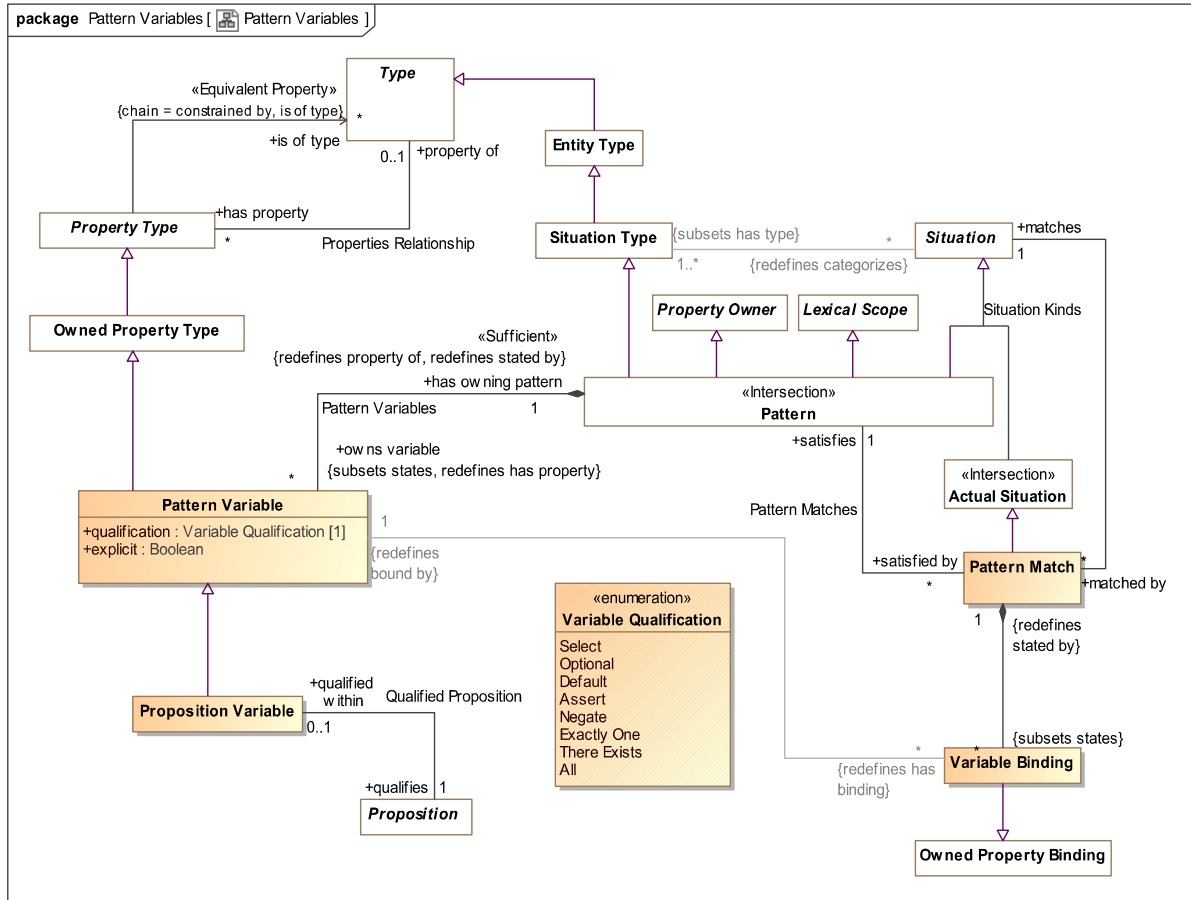 package Pattern Variables [ Pattern Variables ]
Type
«Equivalent Property»
{chain = constrained by, is of type}
*
+is of type
0..1
+property of
Entity Type
+has property
*
Property Type
Properties Relationship
Situation Type
{subsets has type}
1..*
*
{redefines categorizes}
Situation
+matches
1
Owned Property Type
Property Owner
Lexical Scope
Situation Kinds
«Sufficient»
{redefines property of, redefines stated by}
+has owning pattern
1
Pattern Variables
«Intersection»
Pattern
+satisfies
1
+owns variable
{subsets states, redefines has property}
*
«Intersection»
Actual Situation
Pattern Variable
+qualification : Variable Qualification [1]
+explicit : Boolean
1
{redefines
bound by}
Pattern Matches
+satisfied by
*
Pattern Match
*
+matched by
1
{redefines
stated by}
«enumeration»
Variable Qualification
Select
Optional
Default
Assert
Negate
Exactly One
There Exists
All
Proposition Variable
+qualified
within
0..1
Qualified Proposition
+qualifies
1
Proposition
{subsets states}
*
*
{redefines has
binding}
Variable Binding
Owned Property Binding